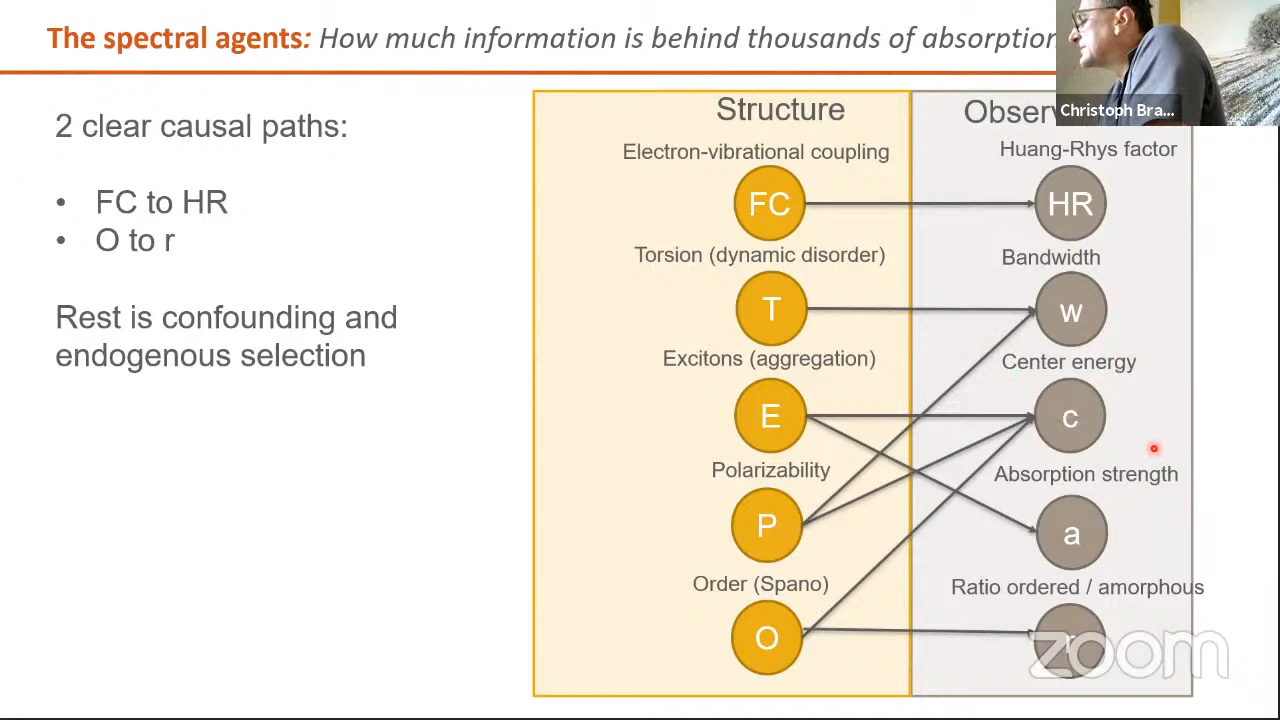 The spectral agents: How much information is behind thousands of absorption
Christoph Bra...
2 clear causal paths:
• FC to HR
• O to r
Rest is confounding and
endogenous selection
Structure
Electron-vibrational coupling
FC
Torsion (dynamic disorder)
T
Excitons (aggregation)
E
Polarizability
P
Order (Spano)
O
Huang-Rhys factor
HR
Bandwidth
w
Center energy
c
Absorption strength
a
Ratio ordered / amorphous
r
zoom